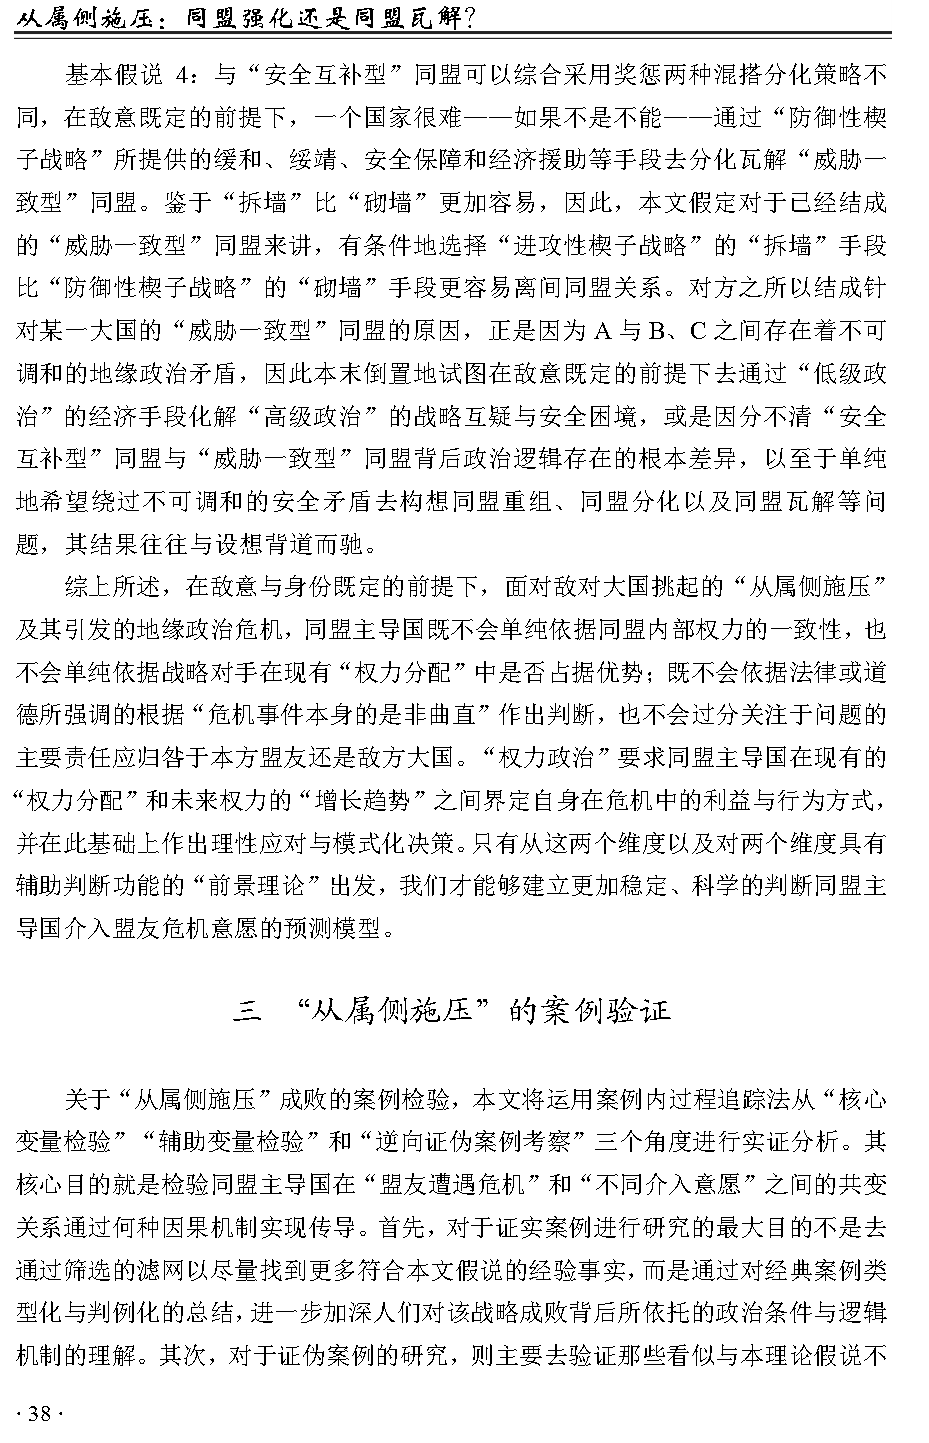 从属侧施压：同盟强化还是同盟瓦解？
基本假说 4：与“安全互补型”同盟可以综合采用奖惩两种混搭分化策略不
同，在敌意既定的前提下，一个国家很难——如果不是不能——通过“防御性楔
子战略”所提供的缓和、绥靖、安全保障和经济援助等手段去分化瓦解“威胁一
致型”同盟。鉴于“拆墙”比“砌墙”更加容易，因此，本文假定对于已经结成
的“威胁一致型”同盟来讲，有条件地选择“进攻性楔子战略”的“拆墙”手段
比“防御性楔子战略”的“砌墙”手段更容易离间同盟关系。对方之所以结成针
对某一大国的“威胁一致型”同盟的原因，正是因为 A 与 B、C 之间存在着不可
调和的地缘政治矛盾，因此本末倒置地试图在敌意既定的前提下去通过“低级政
治”的经济手段化解“高级政治”的战略互疑与安全困境，或是因分不清“安全
互补型”同盟与“威胁一致型”同盟背后政治逻辑存在的根本差异，以至于单纯
地希望绕过不可调和的安全矛盾去构想同盟重组、同盟分化以及同盟瓦解等问
题，其结果往往与设想背道而驰。
综上所述，在敌意与身份既定的前提下，面对敌对大国挑起的“从属侧施压”
及其引发的地缘政治危机，同盟主导国既不会单纯依据同盟内部权力的一致性，也
不会单纯依据战略对手在现有“权力分配”中是否占据优势；既不会依据法律或道
德所强调的根据“危机事件本身的是非曲直”作出判断，也不会过分关注于问题的
主要责任应归咎于本方盟友还是敌方大国。“权力政治”要求同盟主导国在现有的
“权力分配”和未来权力的“增长趋势”之间界定自身在危机中的利益与行为方式，
并在此基础上作出理性应对与模式化决策。只有从这两个维度以及对两个维度具有
辅助判断功能的“前景理论”出发，我们才能够建立更加稳定、科学的判断同盟主
导国介入盟友危机意愿的预测模型。
三 “从属侧施压”的案例验证
关于“从属侧施压”成败的案例检验，本文将运用案例内过程追踪法从“核心
变量检验”“辅助变量检验”和“逆向证伪案例考察”三个角度进行实证分析。其
核心目的就是检验同盟主导国在“盟友遭遇危机”和“不同介入意愿”之间的共变
关系通过何种因果机制实现传导。首先，对于证实案例进行研究的最大目的不是去
通过筛选的滤网以尽量找到更多符合本文假说的经验事实，而是通过对经典案例类
型化与判例化的总结，进一步加深人们对该战略成败背后所依托的政治条件与逻辑
机制的理解。其次，对于证伪案例的研究，则主要去验证那些看似与本理论假说不
· 38 ·